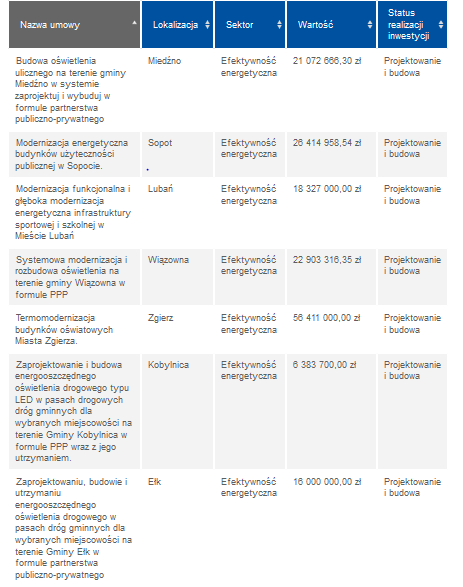 Nazwa umowy
Lokalizacja
Sektor
Wartość
Status
realizacji
inwestycji
Budowa oświetlenia
ulicznego na terenie gminy
Miedźno w systemie
zaprojektuj i wybuduj w
formule partnerstwa
publiczno-prywatnego
Miedźno
Efektywność
energetyczna
21 072 666,30 zł
Projektowanie
i budowa
Modernizacja energetyczna
budynków użyteczności
publicznej w Sopocie.
Sopot
Efektywność
energetyczna
26 414 958,54 zł
Projektowanie
i budowa
Modernizacja funkcjonalna i
głęboka modernizacja
energetyczna infrastruktury
sportowej i szkolnej w
Mieście Lubań
Lubań
Efektywność
energetyczna
18 327 000,00 zł
Projektowanie
i budowa
Systemowa modernizacja i
rozbudowa oświetlenia na
terenie gminy Wiązowna w
formule PPP
Wiązowna
Efektywność
energetyczna
22 903 316,35 zł
Projektowanie
i budowa
Termomodernizacja
budynków oświatowych
Miasta Zgierza.
Zgierz
Efektywność
energetyczna
56 411 000,00 zł
Projektowanie
i budowa
Zaprojektowanie i budowa
energooszczędnego
oświetlenia drogowego typu
LED w pasach drogowych
dróg gminnych dla
wybranych miejscowości na
terenie Gminy Kobylnica w
formule PPP wraz z jego
utrzymaniem.
Kobylnica
Efektywność
energetyczna
6 383 700,00 zł
Projektowanie
i budowa
Zaprojektowaniu, budowie i
utrzymaniu
energooszczędnego
oświetlenia drogowego w
pasach dróg gminnych dla
wybranych miejscowości na
terenie Gminy Ełk w
formule partnerstwa
publiczno-prywatnego
Ełk
Efektywność
energetyczna
16 000 000,00 zł
Projektowanie
i budowa